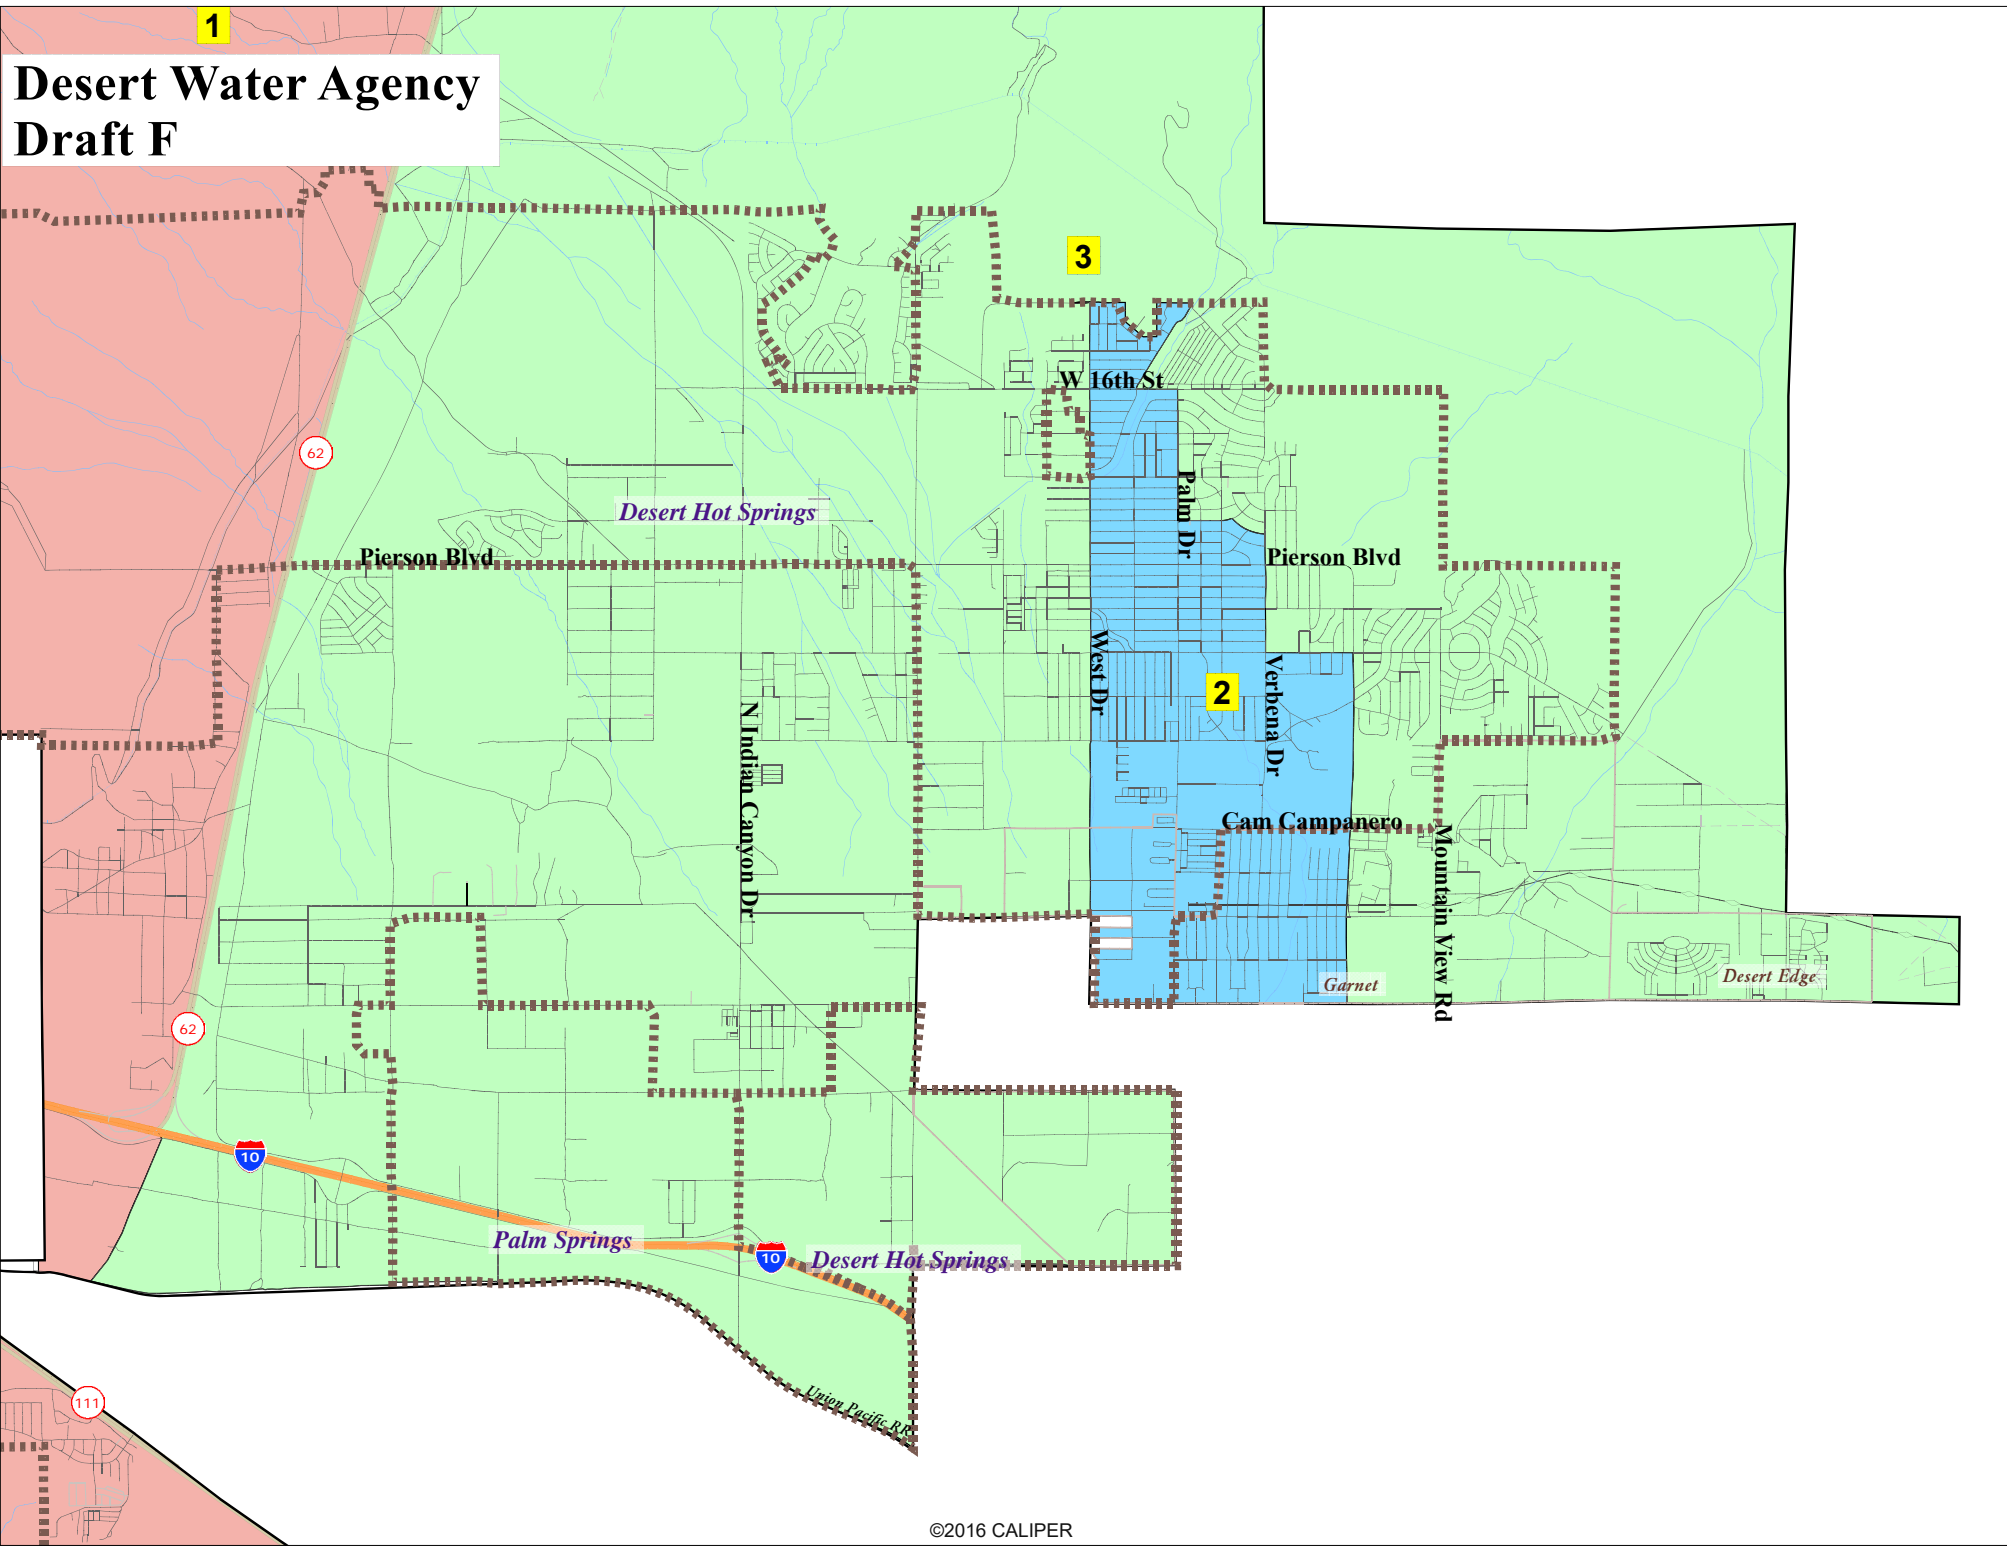 1
Desert Water Agency
Draft F
3
W 16th St
62
Palm Dr
Desert Hot Springs
Pierson Blvd
Pierson Blvd
West Dr
2
Verbena Dr
N Indian Canyon Dr
Cam Campanero
Mountain View Rd
Garnet
Desert Edge
62
10
Palm Springs
10
Desert Hot Springs
Union Pacific RR
111
©2016 CALIPER